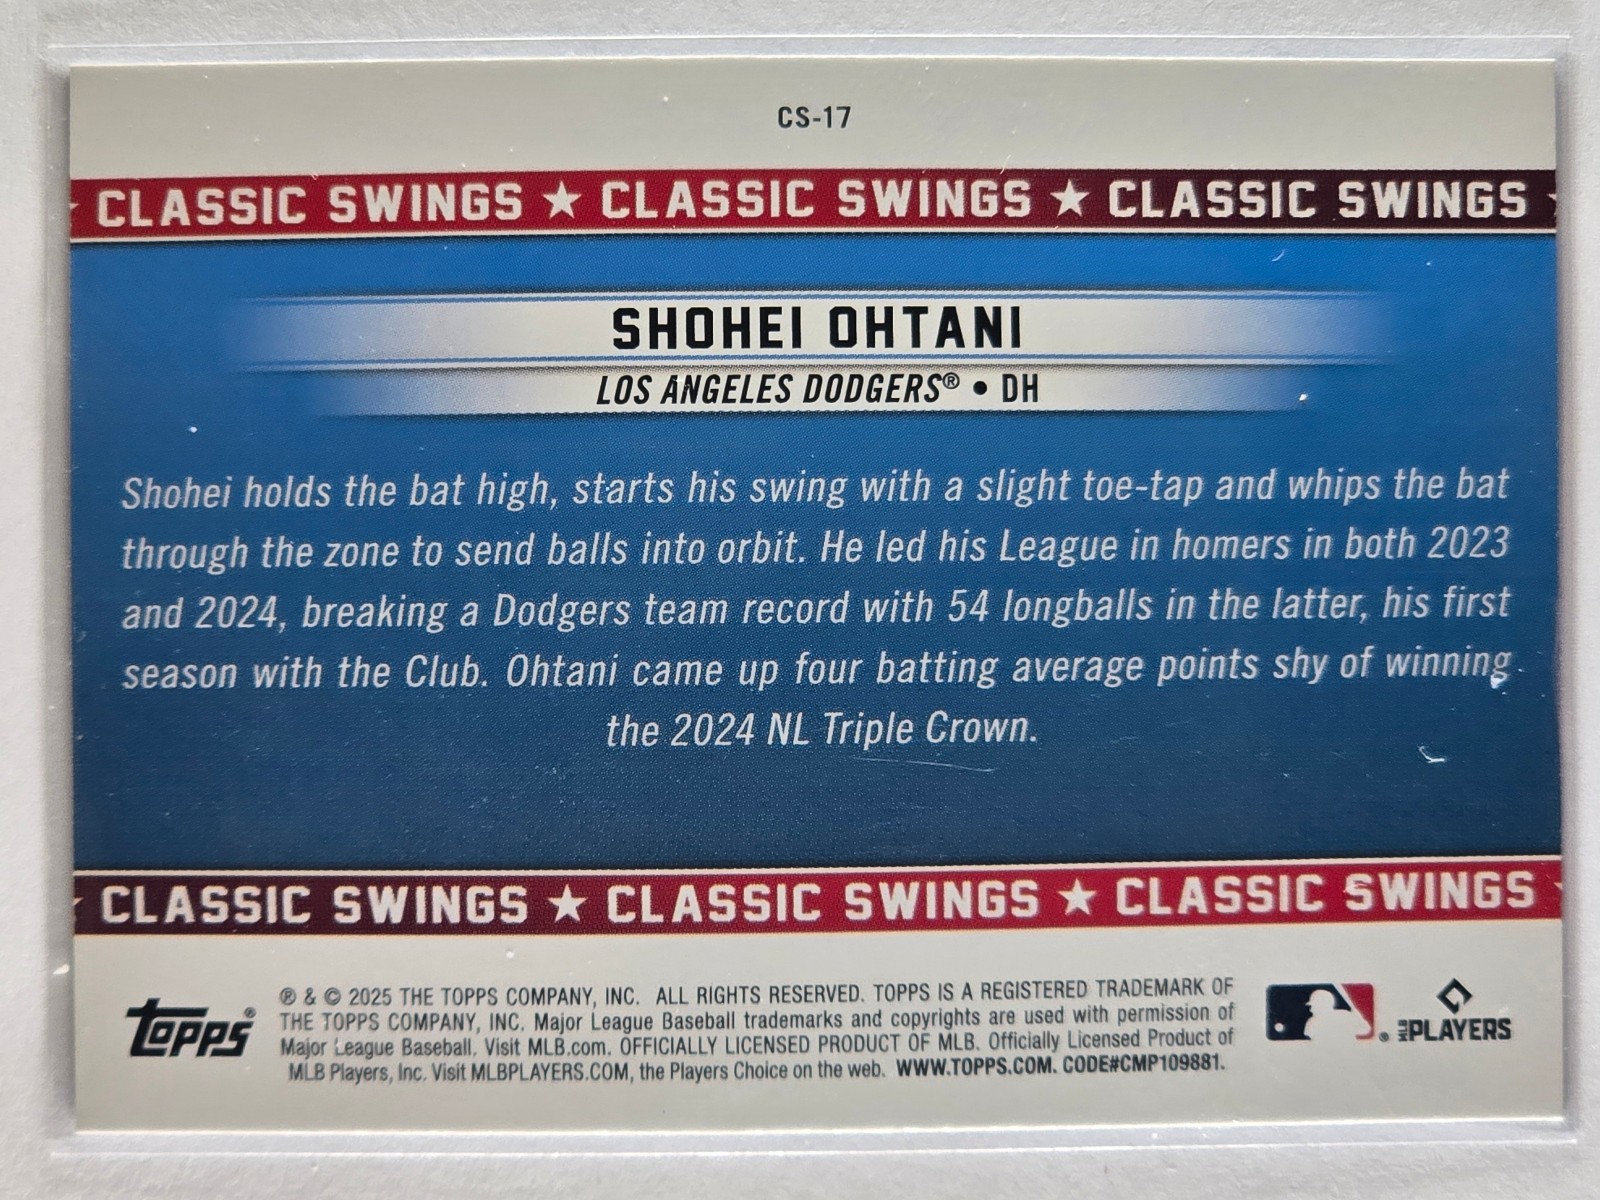 CS-17
CLASSIC SWINGS ★ CLASSIC SWINGS ★ CLASSIC SWINGS
SHOHEI OHTANI
LOS ANGELES DODGERS® • DH
Shohei holds the bat high, starts his swing with a slight toe-tap and whips the bat
through the zone to send balls into orbit. He led his League in homers in both 2023
and 2024, breaking a Dodgers team record with 54 longballs in the latter, his first
season with the Club. Ohtani came up four batting average points shy of winning
the 2024 NL Triple Crown.
CLASSIC SWINGS ★ CLASSIC SWINGS ★ CLASSIC SWINGS
topps®
® & © 2025 THE TOPPS COMPANY, INC. ALL RIGHTS RESERVED. TOPPS IS A REGISTERED TRADEMARK OF
THE TOPPS COMPANY, INC. Major League Baseball trademarks and copyrights are used with permission of
Major League Baseball. Visit MLB.com. OFFICIALLY LICENSED PRODUCT OF MLB. Officially Licensed Product of
MLB Players, Inc. Visit MLBPLAYERS.COM, the Players Choice on the web. WWW.TOPPS.COM. CODE#CMP109881.
®
MLB PLAYERS